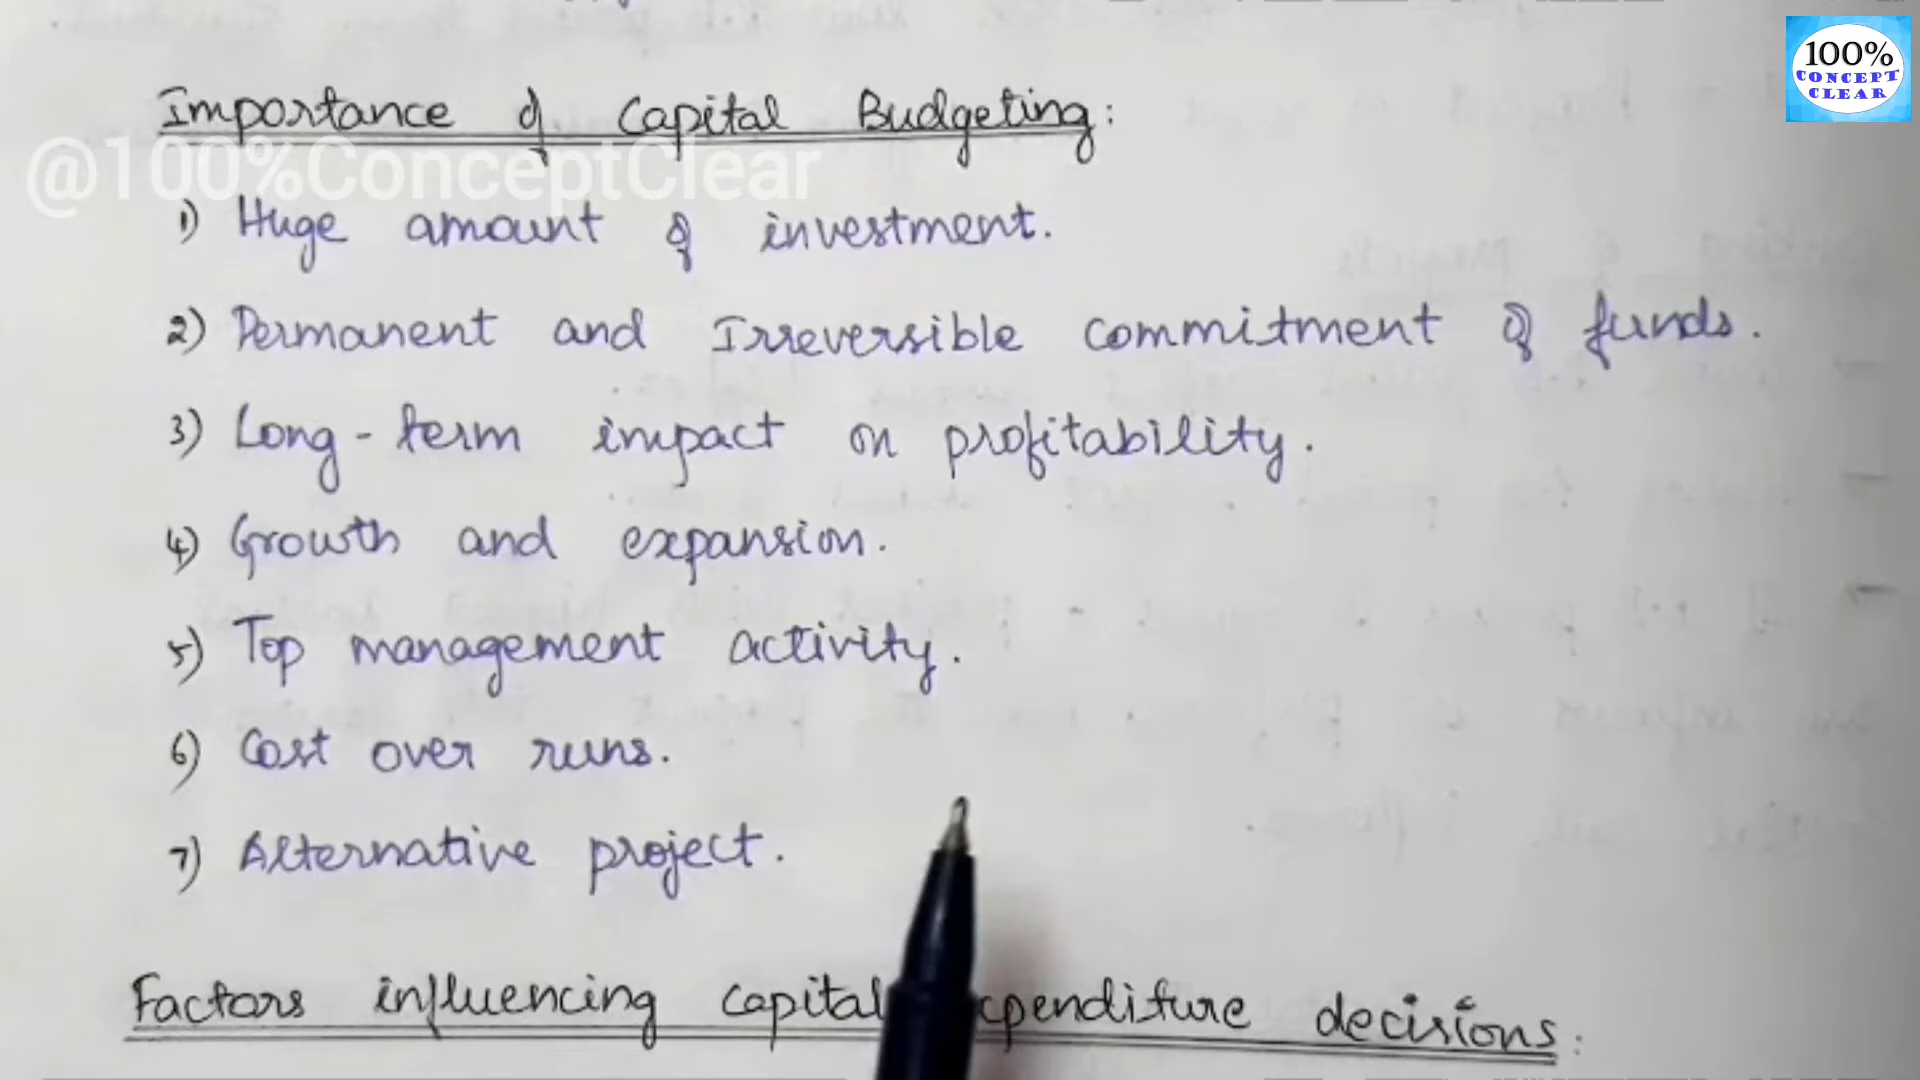 100%
CONCEPT
CLEAR
Importance of Capital Budgeting:
@100%ConceptClear
1) Huge amount of investment.
2) Permanent and Irreversible commitment of funds.
3) Long-term impact on profitability.
4) Growth and expansion.
5) Top management activity.
6) Cost over runs.
7) Alternative project.
Factors influencing capital xpenditure decisions: